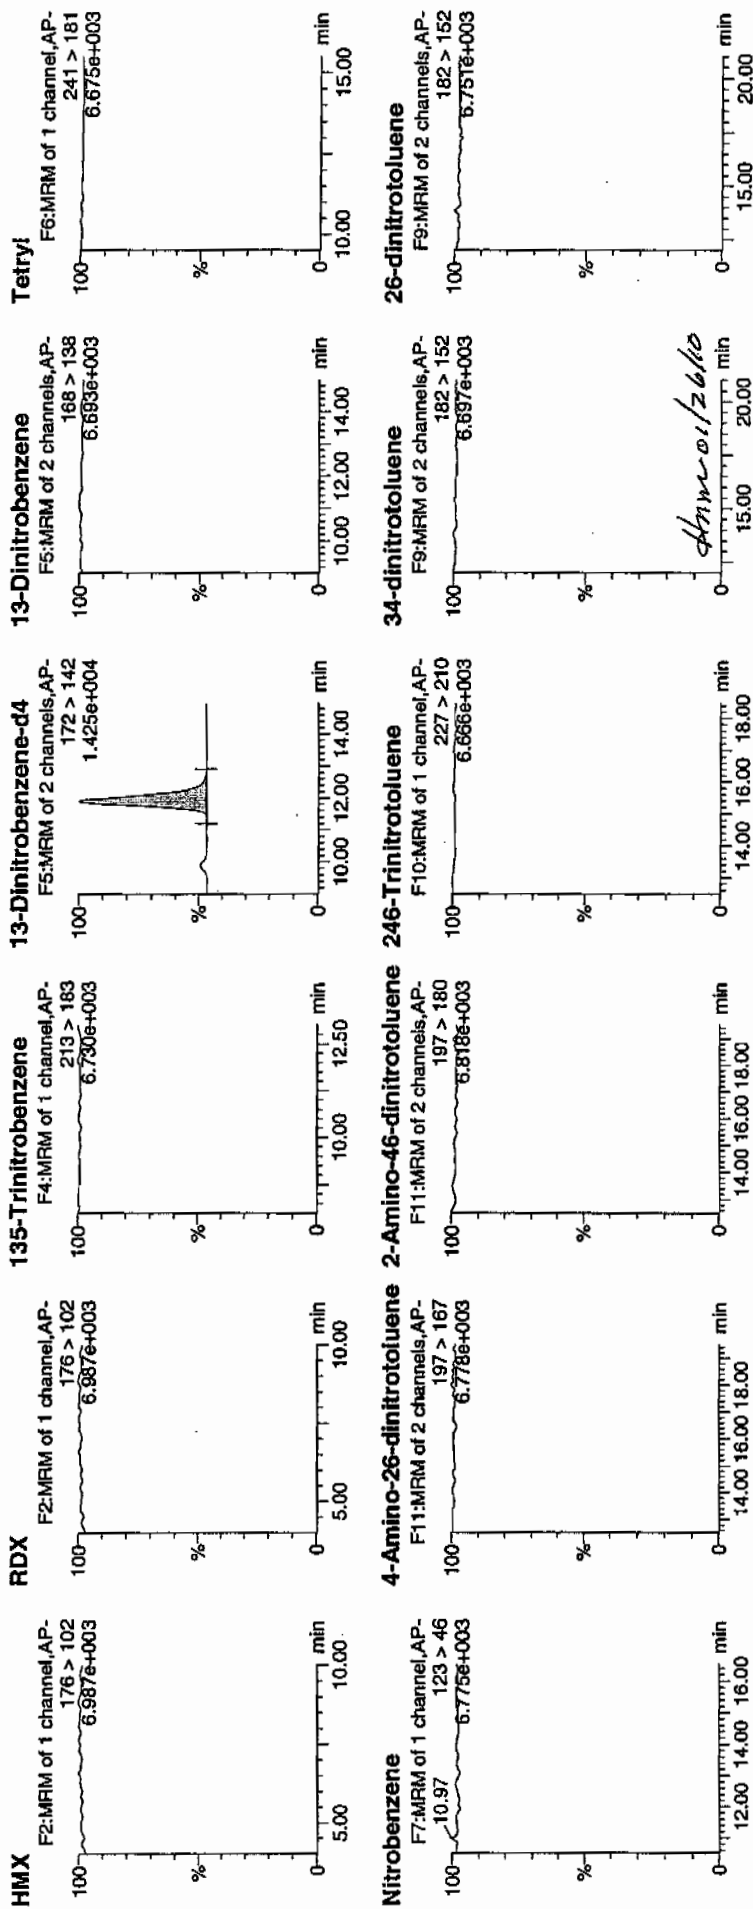 HMX
F2:MRM of 1 channel,AP-
176 > 102
6.987e+003
100
%
0
5.00 10.00 min
RDX
F2:MRM of 1 channel,AP-
176 > 102
6.987e+003
100
%
0
5.00 10.00 min
135-Trinitrobenzene
F4:MRM of 1 channel,AP-
213 > 183
6.730e+003
100
%
0
10.00 12.50 min
13-Dinitrobenzene-d4
F5:MRM of 2 channels,AP-
172 > 142
1.425e+004
100
%
0
10.00 12.00 14.00 min
13-Dinitrobenzene
F5:MRM of 2 channels,AP-
168 > 138
6.693e+003
100
%
0
10.00 12.00 14.00 min
Tetryl
F6:MRM of 1 channel,AP-
241 > 181
6.675e+003
100
%
0
10.00 15.00 min
Nitrobenzene
F7:MRM of 1 channel,AP-
10.97 123 > 46
6.775e+003
100
%
0
12.00 14.00 16.00 min
4-Amino-26-dinitrotoluene
F11:MRM of 2 channels,AP-
197 > 167
6.778e+003
100
%
0
14.00 16.00 18.00 min
2-Amino-46-dinitrotoluene
F11:MRM of 2 channels,AP-
197 > 180
6.818e+003
100
%
0
14.00 16.00 18.00 min
246-Trinitrotoluene
F10:MRM of 1 channel,AP-
227 > 210
6.666e+003
100
%
0
14.00 16.00 18.00 min
34-dinitrotoluene
F9:MRM of 2 channels,AP-
182 > 152
6.697e+003
100
%
0
15.00 20.00 min
01/26/10
26-dinitrotoluene
F9:MRM of 2 channels,AP-
182 > 152
6.751e+003
100
%
0
15.00 20.00 min